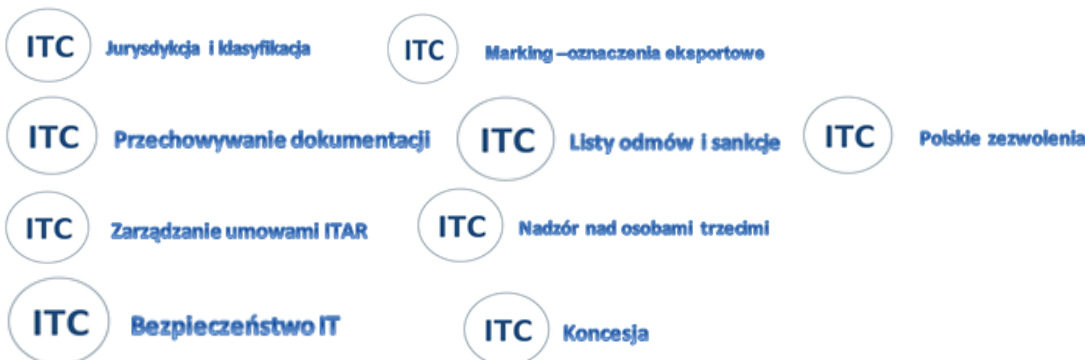 ITC Jurysdykcja i klasyfikacja ITC Marking –oznaczenia eksportowe
ITC Przechowywanie dokumentacji ITC Listy odmów i sankcje ITC Polskie zezwolenia
ITC Zarządzanie umowami ITAR ITC Nadzór nad osobami trzecimi
ITC Bezpieczeństwo IT ITC Koncesja